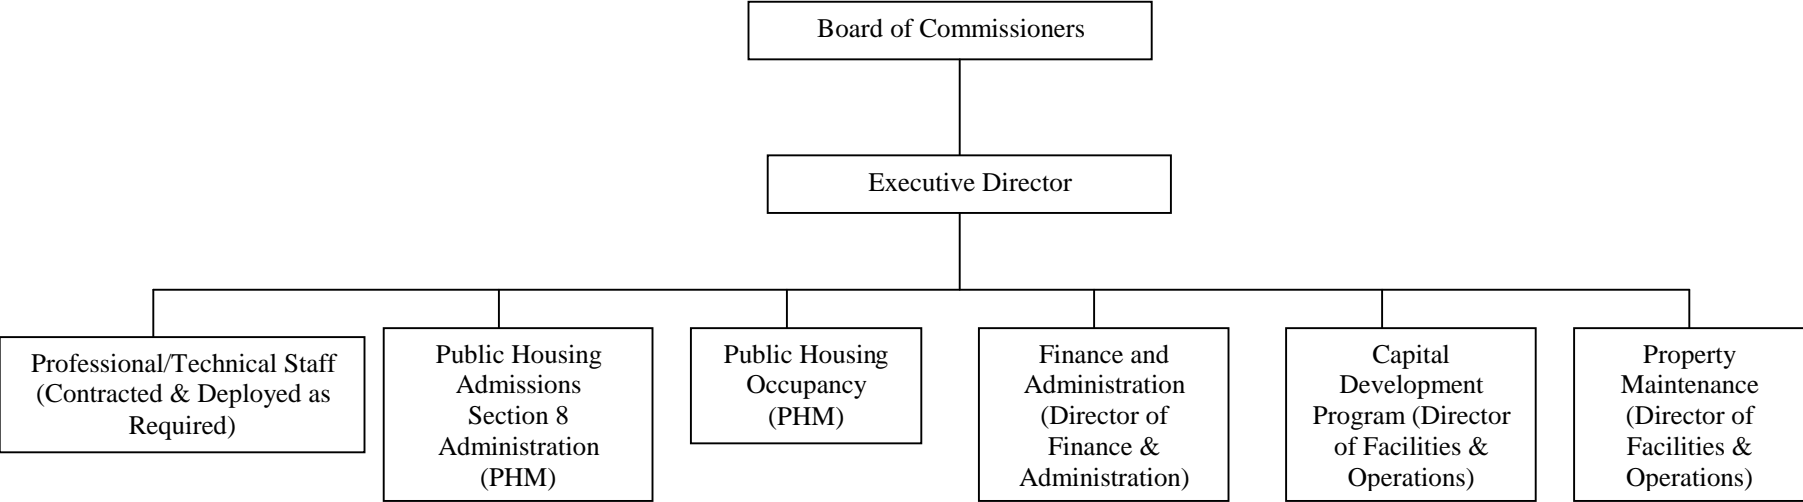 Board of Commissioners
Executive Director
Professional/Technical Staff
(Contracted & Deployed as
Required)
Public Housing
Admissions
Section 8
Administration
(PHM)
Public Housing
Occupancy
(PHM)
Finance and
Administration
(Director of
Finance &
Administration)
Capital
Development
Program (Director
of Facilities &
Operations)
Property
Maintenance
(Director of
Facilities &
Operations)